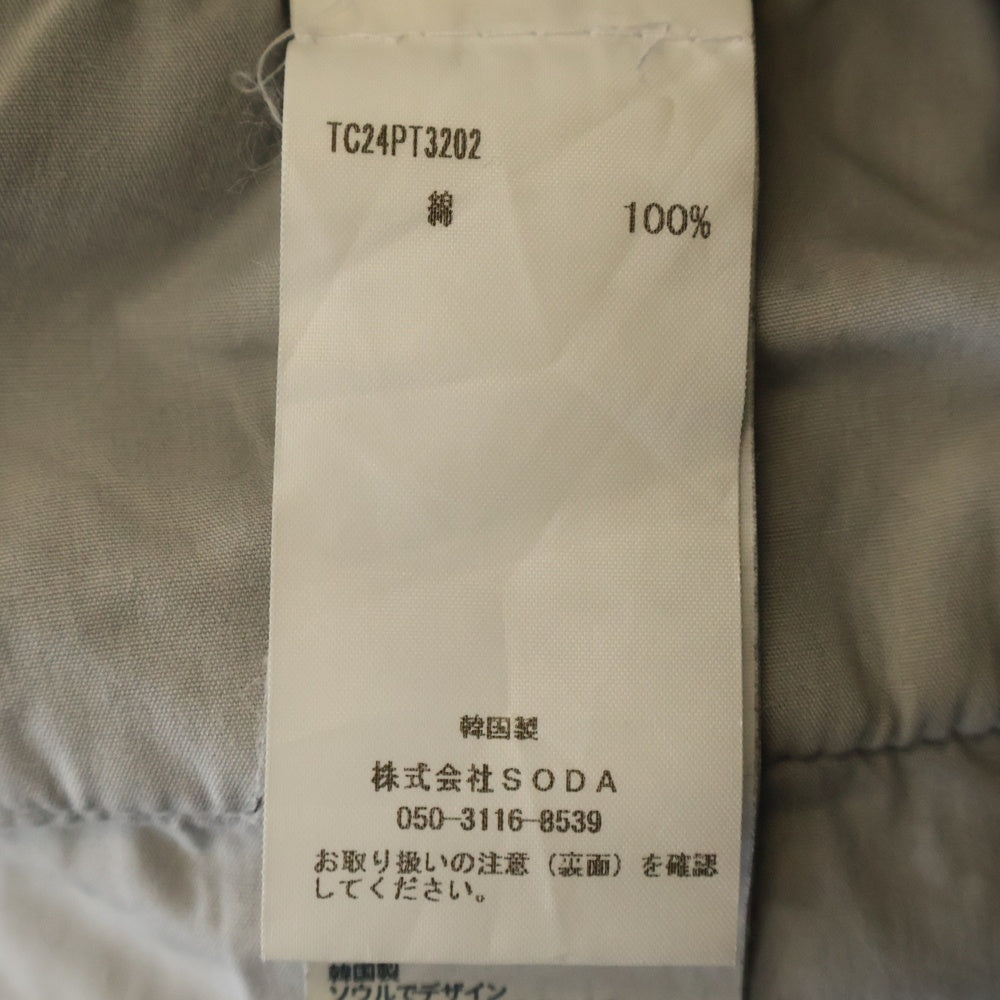 TC24PT3202
綿 100%
韓国製
株式会社SODA
050-3116-8539
お取り扱いの注意（裏面）を確認
してください。
韓国製
ソウルでデザイン